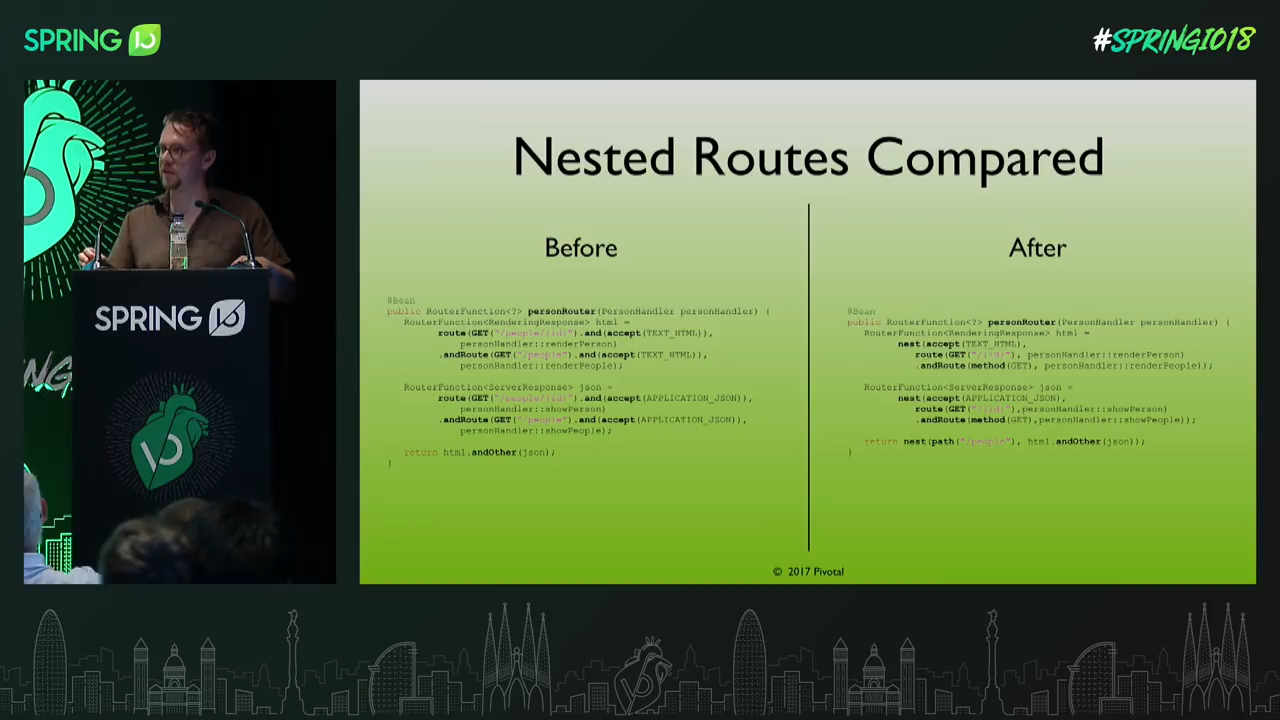 SPRING IO
#SPRINGIO18
SPRING IO
Nested Routes Compared
Before
@Bean
public RouterFunction<?> personRouter(PersonHandler personHandler) {
RouterFunction<RenderingResponse> html =
route(GET("/people/{id}").and(accept(TEXT_HTML)),
personHandler::renderPerson)
.andRoute(GET("/people").and(accept(TEXT_HTML)),
personHandler::renderPeople);
RouterFunction<ServerResponse> json =
route(GET("/people/{id}").and(accept(APPLICATION_JSON)),
personHandler::showPerson)
.andRoute(GET("/people").and(accept(APPLICATION_JSON)),
personHandler::showPeople);
return html.andOther(json);
}
After
@Bean
public RouterFunction<?> personRouter(PersonHandler personHandler) {
RouterFunction<RenderingResponse> html =
nest(accept(TEXT_HTML),
route(GET("/{id}"), personHandler::renderPerson)
.andRoute(method(GET), personHandler::renderPeople));
RouterFunction<ServerResponse> json =
nest(accept(APPLICATION_JSON),
route(GET("/{id}"),personHandler::showPerson)
.andRoute(method(GET),personHandler::showPeople));
return nest(path("/people"), html.andOther(json));
}
© 2017 Pivotal